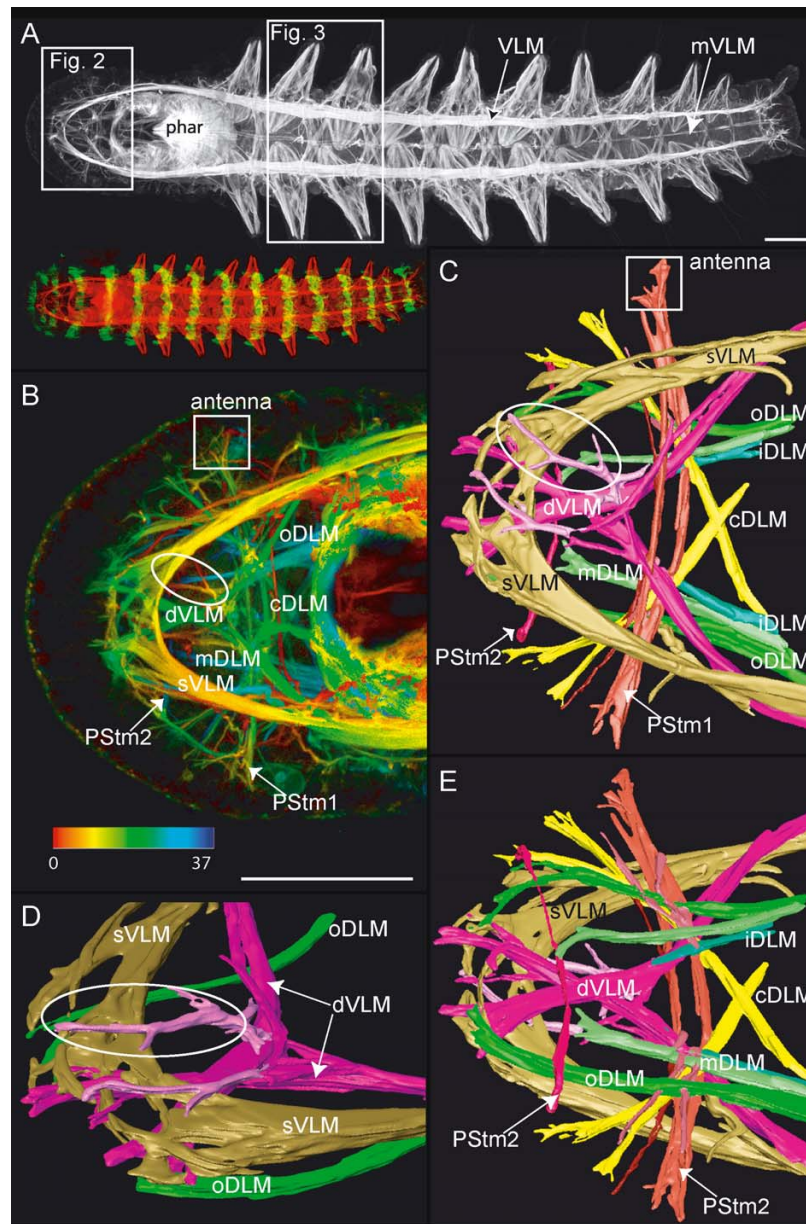 A
Fig. 2
Fig. 3
VLM
mVLM
phar
B
antenna
oDLM
cDLM
dVLM
mDLM
sVLM
PStm2
PStm1
0
37
C
antenna
sVLM
oDLM
iDLM
cDLM
dVLM
mDLM
sVLM
iDLM
oDLM
PStm2
PStm1
D
sVLM
oDLM
dVLM
sVLM
oDLM
E
sVLM
iDLM
dVLM
cDLM
mDLM
oDLM
PStm2
PStm2